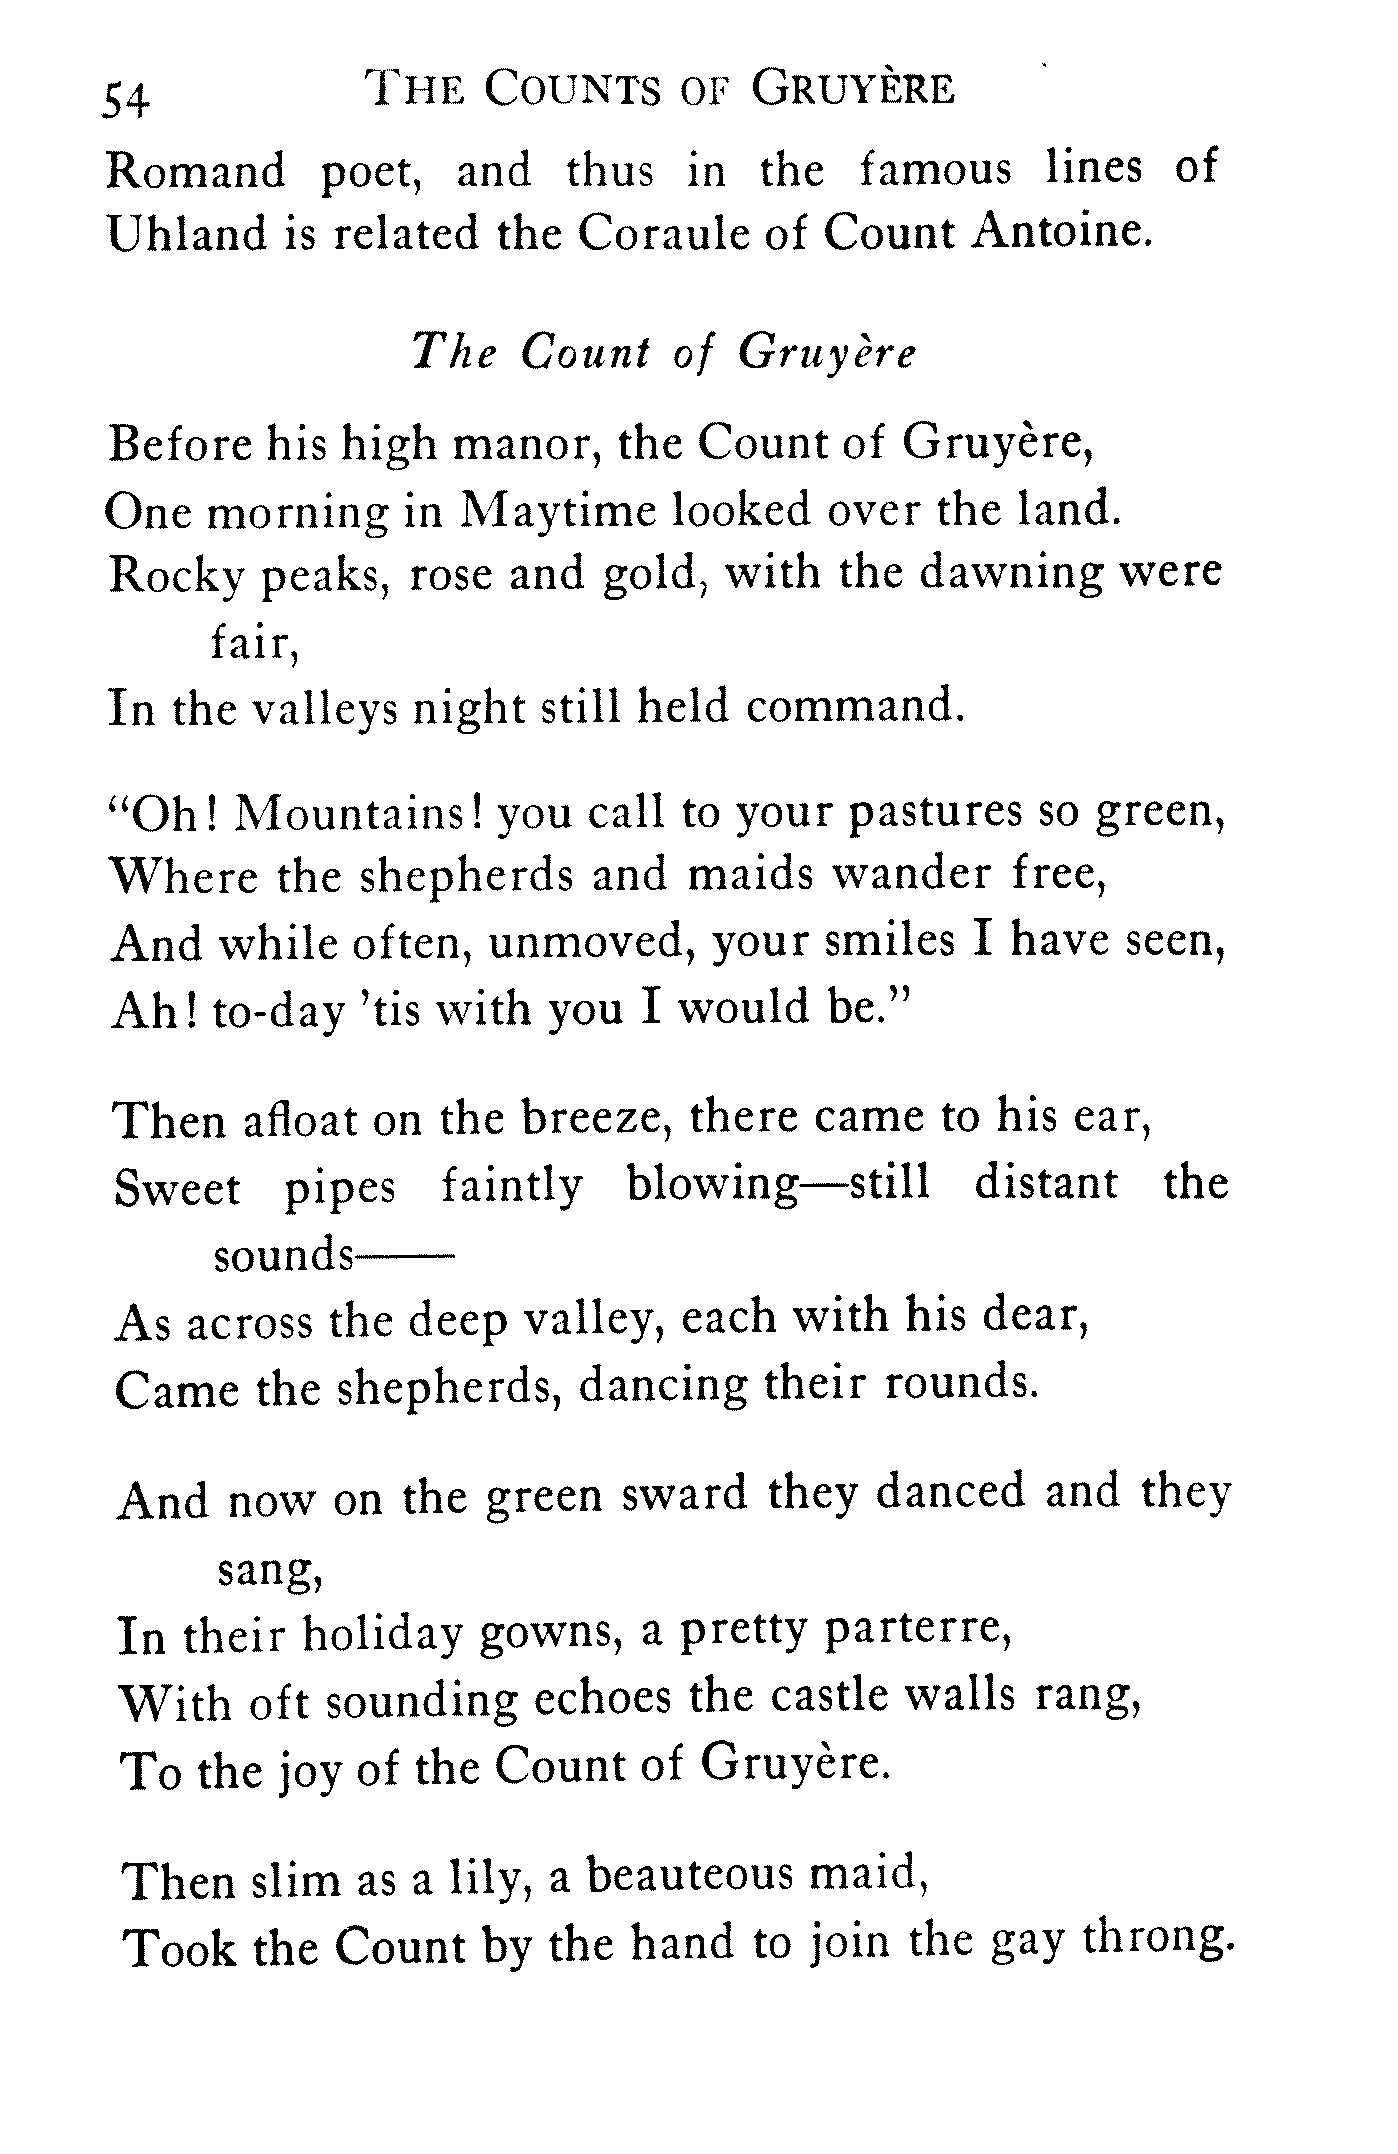 54 THE COUNTS OF GRUYÈRE
Romand poet, and thus in the famous lines of
Uhland is related the Coraule of Count Antoine.
The Count of Gruyère
Before his high manor, the Count of Gruyère,
One morning in Maytime looked over the land.
Rocky peaks, rose and gold, with the dawning were
fair,
In the valleys night still held command.
“Oh! Mountains! you call to your pastures so green,
Where the shepherds and maids wander free,
And while often, unmoved, your smiles I have seen,
Ah! to-day ’tis with you I would be.”
Then afloat on the breeze, there came to his ear,
Sweet pipes faintly blowing—still distant the
sounds——
As across the deep valley, each with his dear,
Came the shepherds, dancing their rounds.
And now on the green sward they danced and they
sang,
In their holiday gowns, a pretty parterre,
With oft sounding echoes the castle walls rang,
To the joy of the Count of Gruyère.
Then slim as a lily, a beauteous maid,
Took the Count by the hand to join the gay throng.